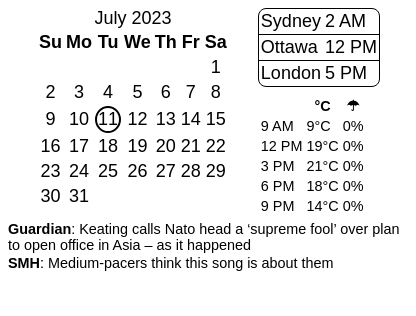 July 2023
Su Mo Tu We Th Fr Sa
1
2 3 4 5 6 7 8
9 10 11 12 13 14 15
16 17 18 19 20 21 22
23 24 25 26 27 28 29
30 31
Sydney 2 AM
Ottawa 12 PM
London 5 PM
°C ☂
9 AM 9°C 0%
12 PM 19°C 0%
3 PM 21°C 0%
6 PM 18°C 0%
9 PM 14°C 0%
Guardian: Keating calls Nato head a ‘supreme fool’ over plan
to open office in Asia – as it happened
SMH: Medium-pacers think this song is about them